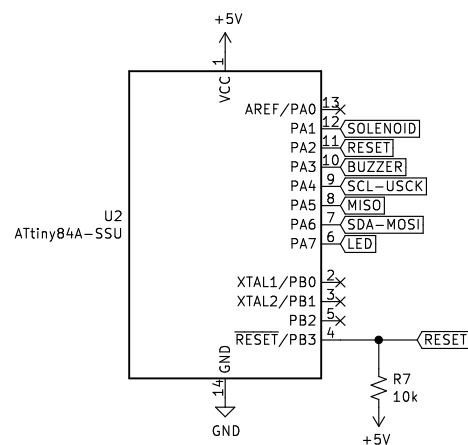 +5V
1
VCC
AREF/PA0 13
PA1 12 SOLENOID
PA2 11 RESET
PA3 10 BUZZER
PA4 9 SCL-USCK
PA5 8 MISO
PA6 7 SDA-MOSI
PA7 6 LED
U2
ATtiny84A-SSU
XTAL1/PB0 2
XTAL2/PB1 3
PB2 5
RESET/PB3 4 RESET
GND
14
R7
10k
GND
+5V